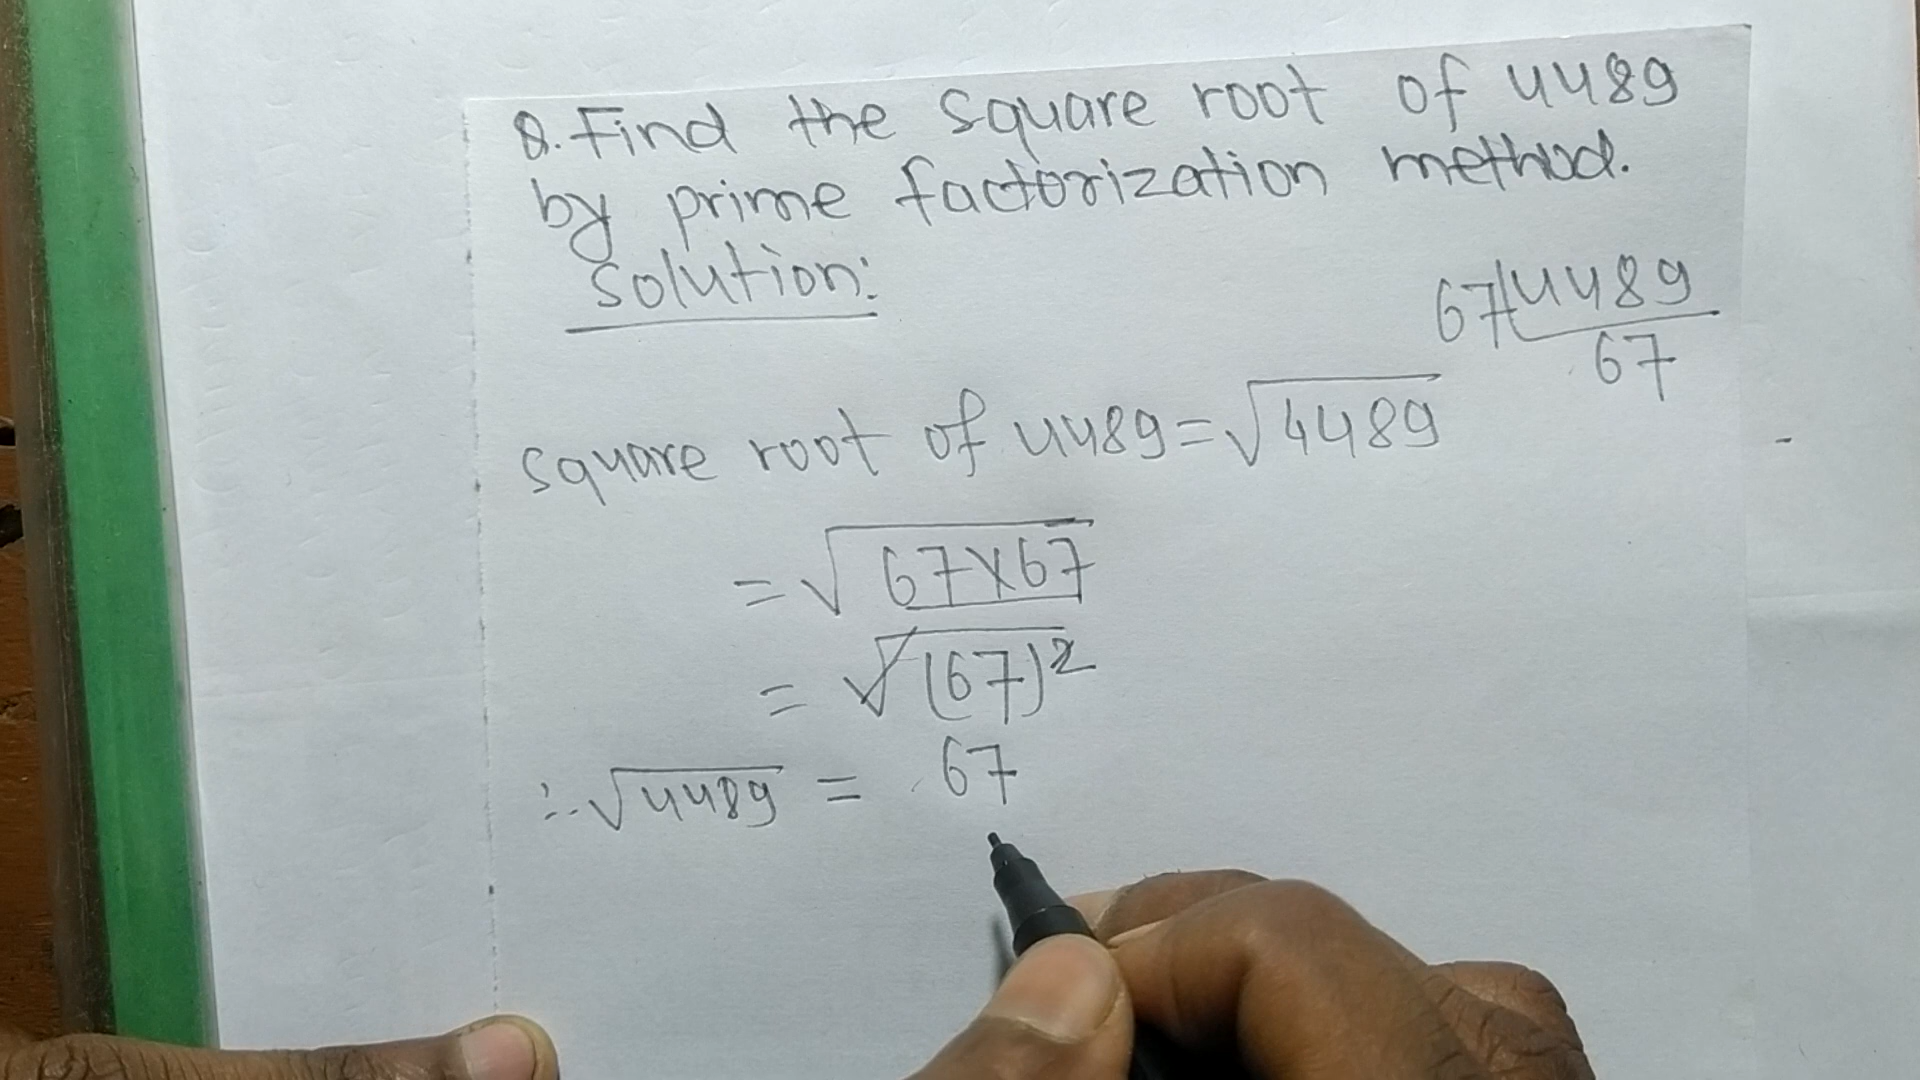 Q. Find the square root of 4489
by prime factorization method.
Solution:
67 4489
67
square root of 4489 = √4489
= √67×67
= √(67)²
∴ √4489 = 67